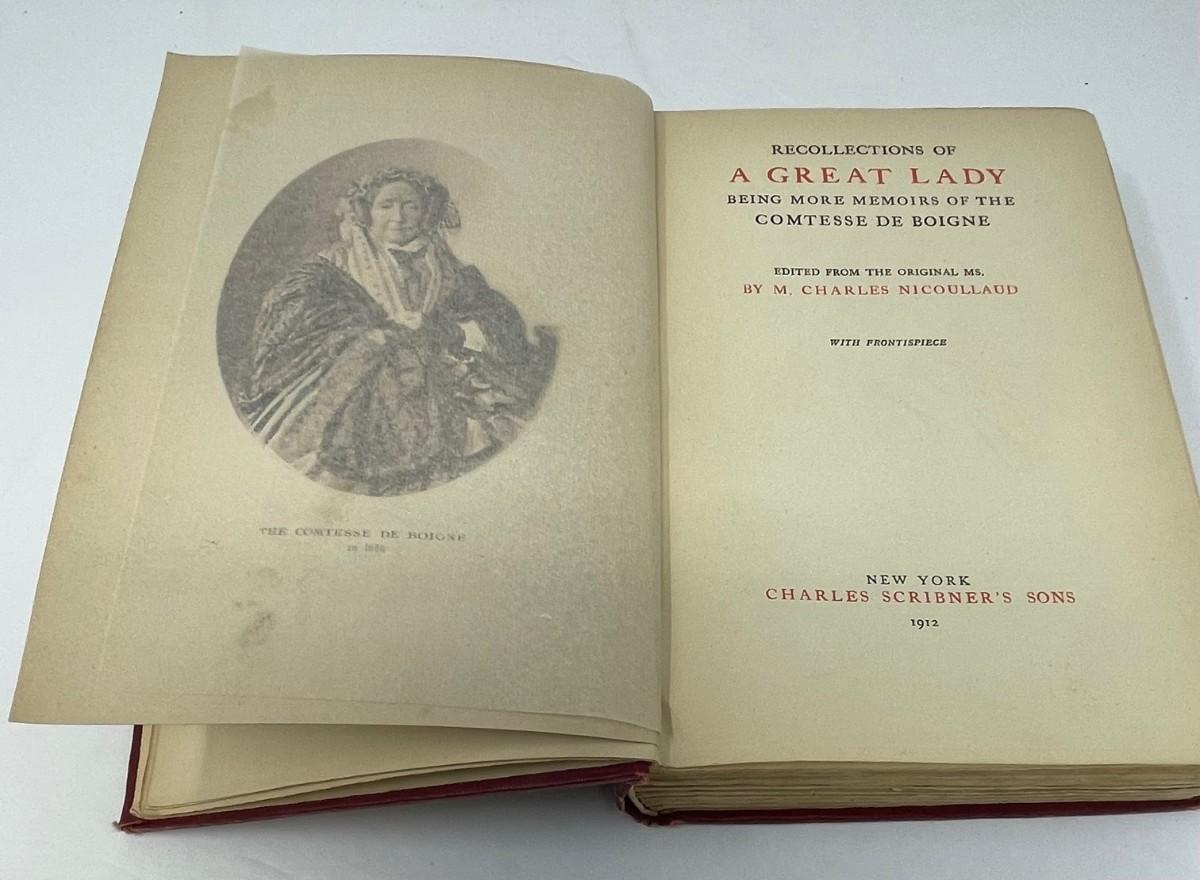 THE COMTESSE DE BOIGNE
RECOLLECTIONS OF
A GREAT LADY
BEING MORE MEMOIRS OF THE
COMTESSE DE BOIGNE
EDITED FROM THE ORIGINAL MS.
BY M. CHARLES NICOULLAUD
WITH FRONTISPIECE
NEW YORK
CHARLES SCRIBNER'S SONS
1912